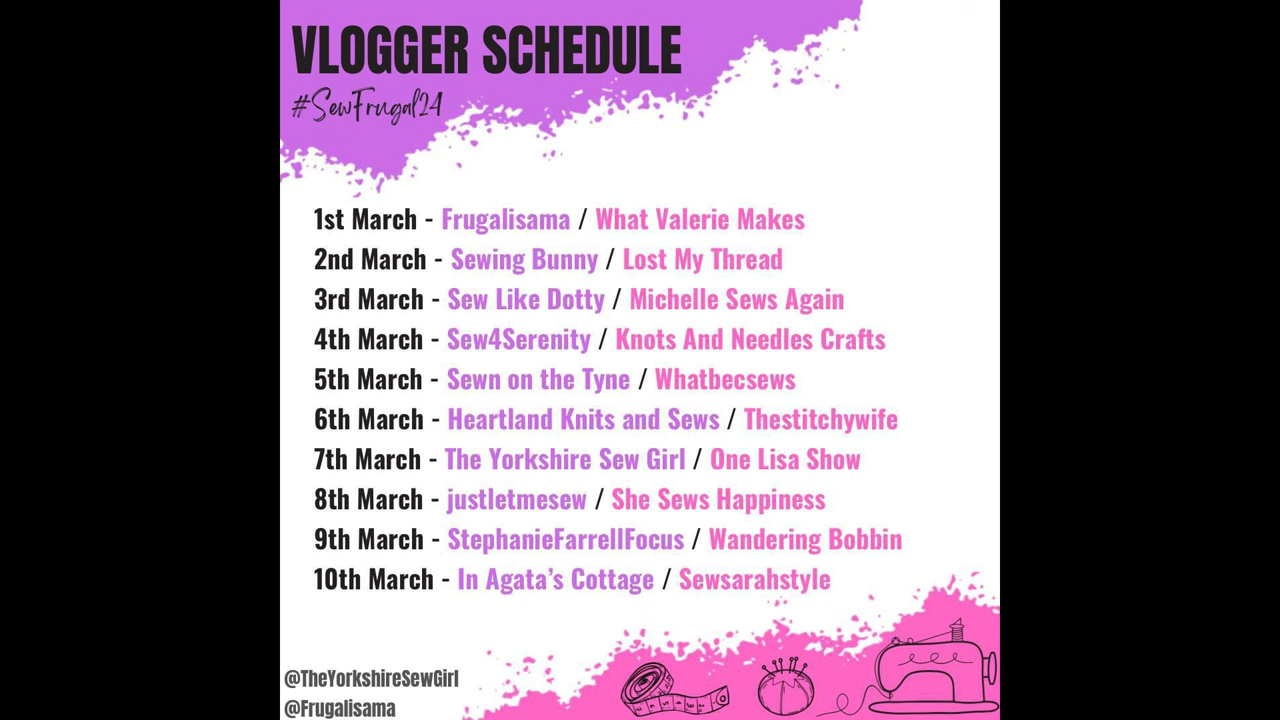 VLOGGER SCHEDULE
#SewFrugal24
1st March - Frugalisama / What Valerie Makes
2nd March - Sewing Bunny / Lost My Thread
3rd March - Sew Like Dotty / Michelle Sews Again
4th March - Sew4Serenity / Knots And Needles Crafts
5th March - Sewn on the Tyne / Whatbecsews
6th March - Heartland Knits and Sews / Thestitchywife
7th March - The Yorkshire Sew Girl / One Lisa Show
8th March - justletmesew / She Sews Happiness
9th March - StephanieFarrellFocus / Wandering Bobbin
10th March - In Agata’s Cottage / Sewsarahstyle
@TheYorkshireSewGirl
@Frugalisama